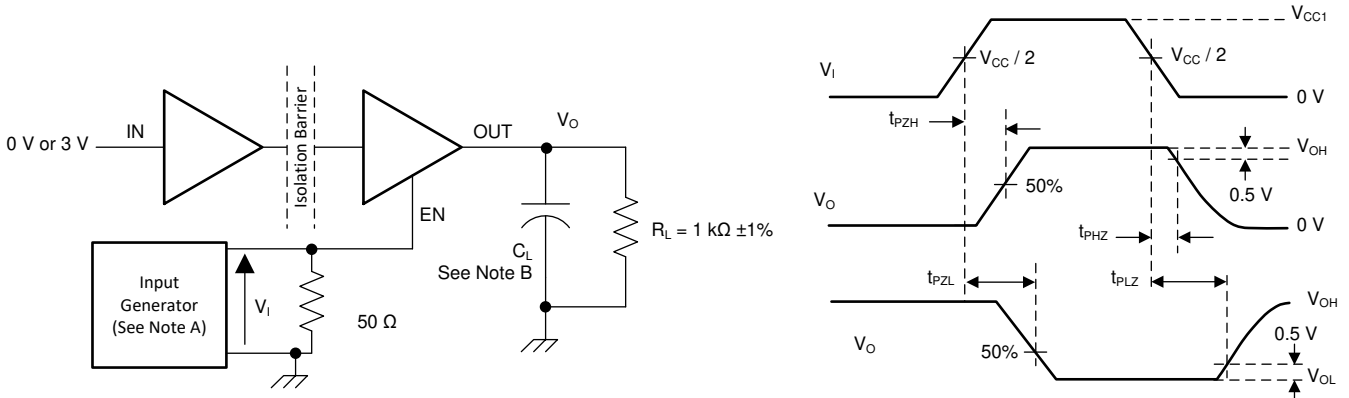 0 V or 3 V
IN
Isolation Barrier
OUT
VO
EN
CL
See Note B
RL = 1 kΩ ±1%
Input
Generator
(See Note A)
VI
50 Ω
VCC1
VI
VCC / 2
VCC / 2
0 V
tPZH
VOH
50%
0.5 V
VO
0 V
tPHZ
tPZL
tPLZ
VOH
0.5 V
VO
50%
VOL